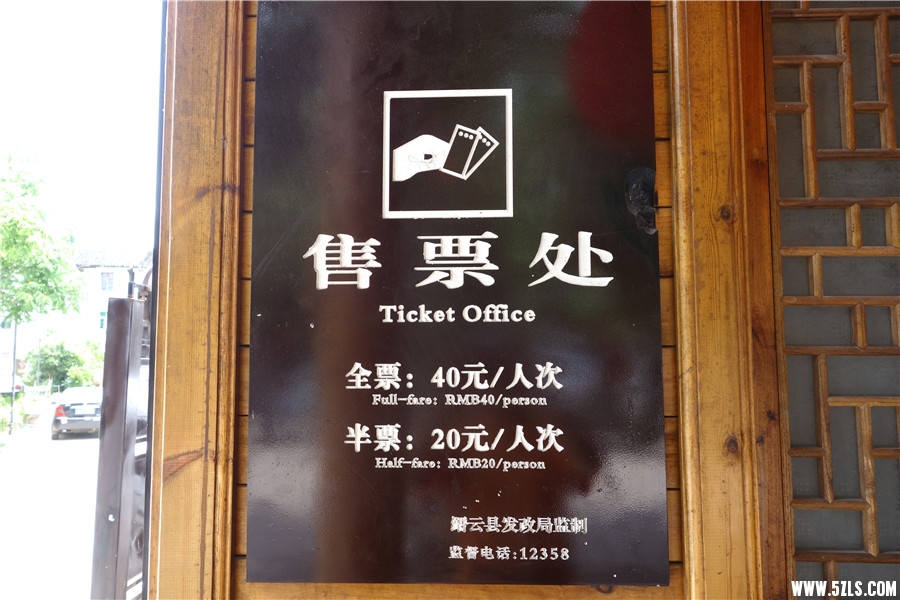 售票处
Ticket Office
全票：40元/人次
Full-fare: RMB40/person
半票：20元/人次
Half-fare: RMB20/person
缙云县发改局监制
监督电话:12358
WWW.5ZLS.COM